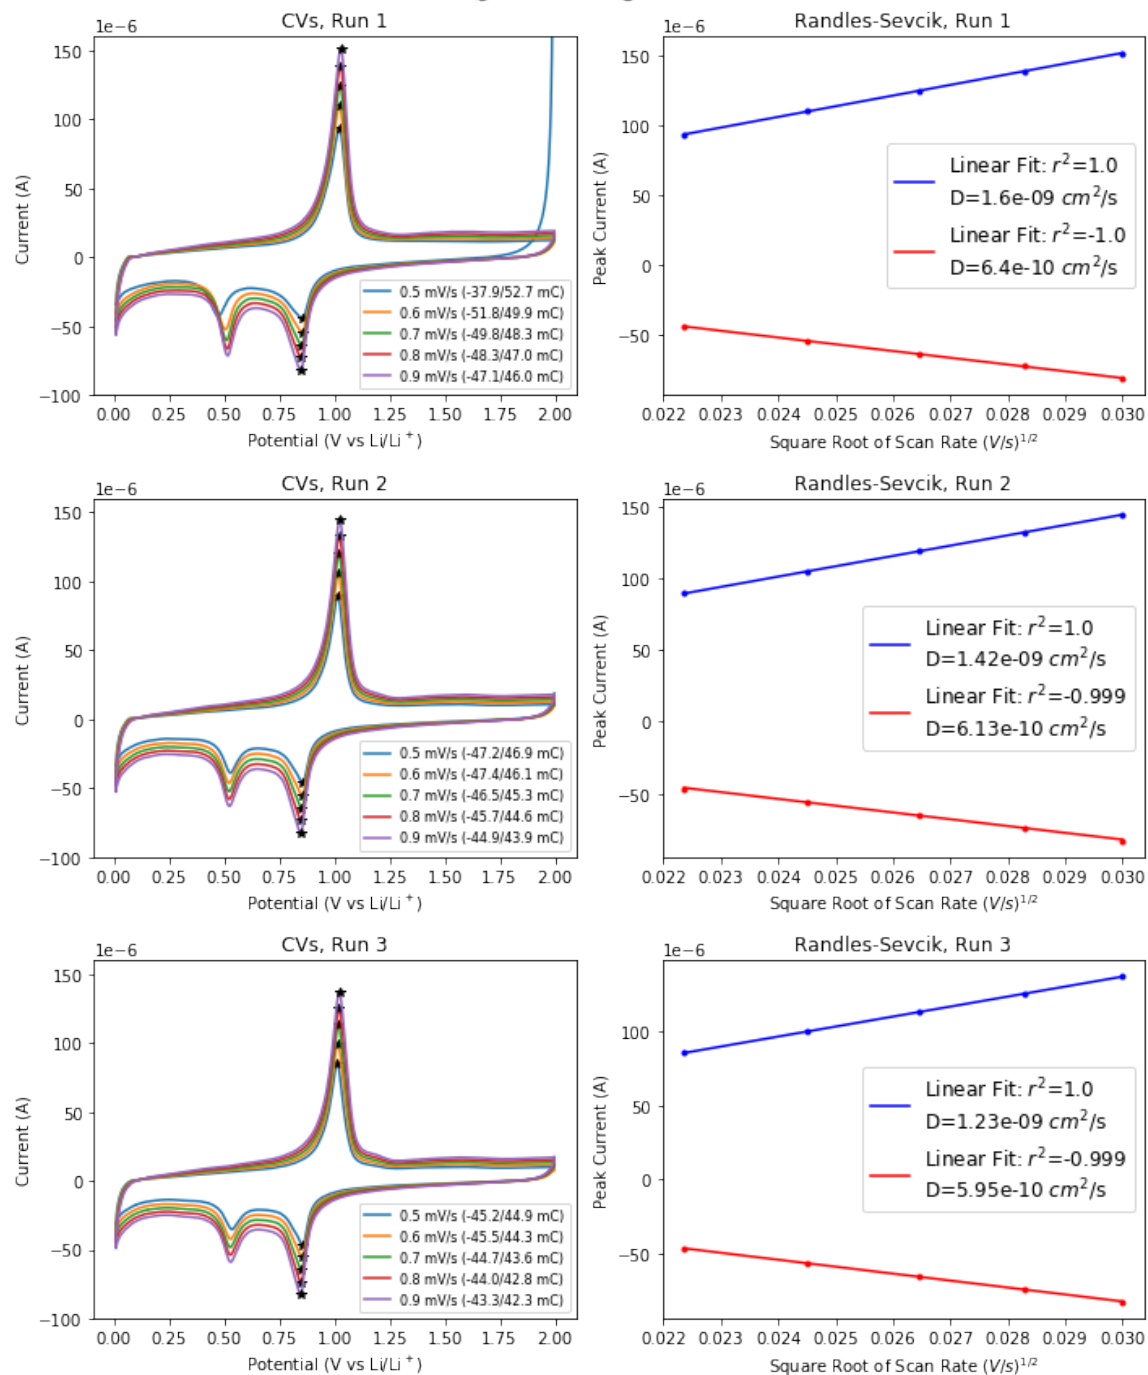 CVs, Run 1
1e−6
150
100
50
0
−50
−100
Current (A)
0.5 mV/s (-37.9/52.7 mC)
0.6 mV/s (-51.8/49.9 mC)
0.7 mV/s (-49.8/48.3 mC)
0.8 mV/s (-48.3/47.0 mC)
0.9 mV/s (-47.1/46.0 mC)
0.00 0.25 0.50 0.75 1.00 1.25 1.50 1.75 2.00
Potential (V vs Li/Li⁺)
Randles-Sevcik, Run 1
1e−6
150
100
50
0
−50
Peak Current (A)
Linear Fit: r²=1.0
D=1.6e-09 cm²/s
Linear Fit: r²=-1.0
D=6.4e-10 cm²/s
0.022 0.023 0.024 0.025 0.026 0.027 0.028 0.029 0.030
Square Root of Scan Rate (V/s)^1/2
CVs, Run 2
1e−6
150
100
50
0
−50
−100
Current (A)
0.5 mV/s (-47.2/46.9 mC)
0.6 mV/s (-47.4/46.1 mC)
0.7 mV/s (-46.5/45.3 mC)
0.8 mV/s (-45.7/44.6 mC)
0.9 mV/s (-44.9/43.9 mC)
0.00 0.25 0.50 0.75 1.00 1.25 1.50 1.75 2.00
Potential (V vs Li/Li⁺)
Randles-Sevcik, Run 2
1e−6
150
100
50
0
−50
Peak Current (A)
Linear Fit: r²=1.0
D=1.42e-09 cm²/s
Linear Fit: r²=-0.999
D=6.13e-10 cm²/s
0.022 0.023 0.024 0.025 0.026 0.027 0.028 0.029 0.030
Square Root of Scan Rate (V/s)^1/2
CVs, Run 3
1e−6
150
100
50
0
−50
−100
Current (A)
0.5 mV/s (-45.2/44.9 mC)
0.6 mV/s (-45.5/44.3 mC)
0.7 mV/s (-44.7/43.6 mC)
0.8 mV/s (-44.0/42.8 mC)
0.9 mV/s (-43.3/42.3 mC)
0.00 0.25 0.50 0.75 1.00 1.25 1.50 1.75 2.00
Potential (V vs Li/Li⁺)
Randles-Sevcik, Run 3
1e−6
100
50
0
−50
Peak Current (A)
Linear Fit: r²=1.0
D=1.23e-09 cm²/s
Linear Fit: r²=-0.999
D=5.95e-10 cm²/s
0.022 0.023 0.024 0.025 0.026 0.027 0.028 0.029 0.030
Square Root of Scan Rate (V/s)^1/2